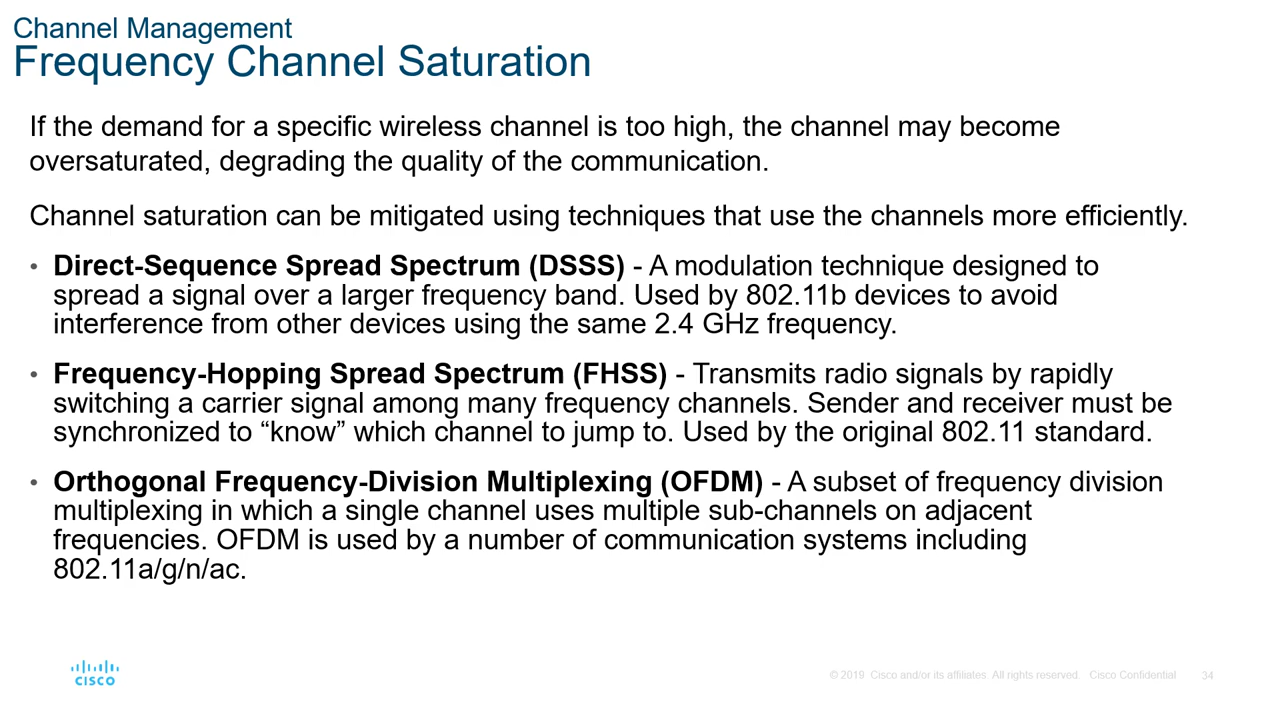 Channel Management
Frequency Channel Saturation
If the demand for a specific wireless channel is too high, the channel may become
oversaturated, degrading the quality of the communication.
Channel saturation can be mitigated using techniques that use the channels more efficiently.
• Direct-Sequence Spread Spectrum (DSSS) - A modulation technique designed to
spread a signal over a larger frequency band. Used by 802.11b devices to avoid
interference from other devices using the same 2.4 GHz frequency.
• Frequency-Hopping Spread Spectrum (FHSS) - Transmits radio signals by rapidly
switching a carrier signal among many frequency channels. Sender and receiver must be
synchronized to “know” which channel to jump to. Used by the original 802.11 standard.
• Orthogonal Frequency-Division Multiplexing (OFDM) - A subset of frequency division
multiplexing in which a single channel uses multiple sub-channels on adjacent
frequencies. OFDM is used by a number of communication systems including
802.11a/g/n/ac.
CISCO
© 2019 Cisco and/or its affiliates. All rights reserved. Cisco Confidential 34